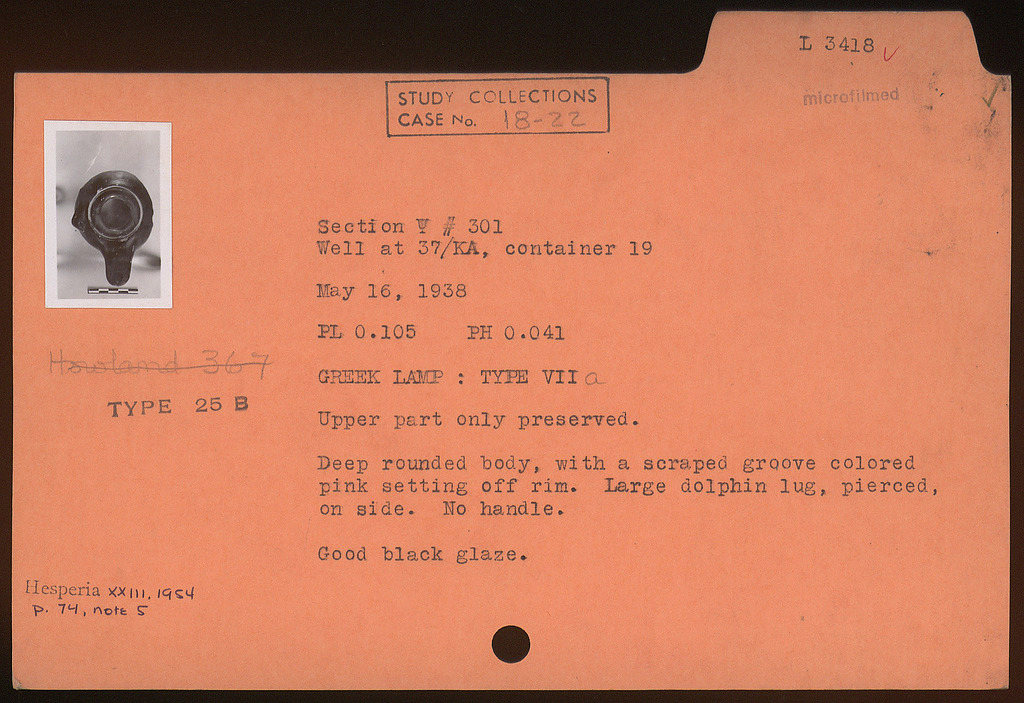 L 3418
microfilmed
STUDY COLLECTIONS
CASE No. 18-22
Section Ψ # 301
Well at 37/KA, container 19
May 16, 1938
PL 0.105 PH 0.041
Howland 367
TYPE 25 B
GREEK LAMP : TYPE VII a
Upper part only preserved.
Deep rounded body, with a scraped groove colored
pink setting off rim. Large dolphin lug, pierced,
on side. No handle.
Good black glaze.
Hesperia XXIII, 1954
p. 74, note 5